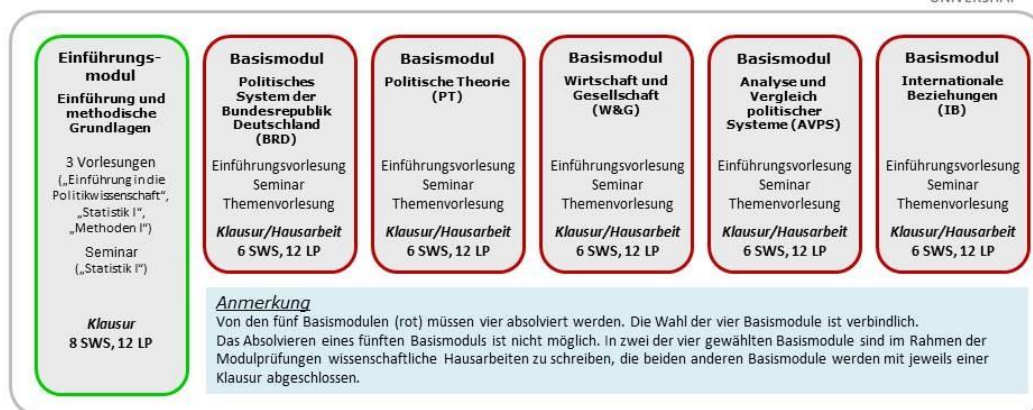 Einführungs-
modul
Einführung und
methodische
Grundlagen
3 Vorlesungen
(„Einführung in die
Politikwissenschaft“,
„Statistik I“,
„Methoden I“)
Seminar
(„Statistik I“)
Klausur
8 SWS, 12 LP
Basismodul
Politisches
System der
Bundesrepublik
Deutschland
(BRD)
Einführungsvorlesung
Seminar
Themenvorlesung
Klausur/Hausarbeit
6 SWS, 12 LP
Basismodul
Politische Theorie
(PT)
Einführungsvorlesung
Seminar
Themenvorlesung
Klausur/Hausarbeit
6 SWS, 12 LP
Basismodul
Wirtschaft und
Gesellschaft
(W&G)
Einführungsvorlesung
Seminar
Themenvorlesung
Klausur/Hausarbeit
6 SWS, 12 LP
Basismodul
Analyse und
Vergleich
politischer
Systeme (AVPS)
Einführungsvorlesung
Seminar
Themenvorlesung
Klausur/Hausarbeit
6 SWS, 12 LP
Basismodul
Internationale
Beziehungen
(IB)
Einführungsvorlesung
Seminar
Themenvorlesung
Klausur/Hausarbeit
6 SWS, 12 LP
Anmerkung
Von den fünf Basismodulen (rot) müssen vier absolviert werden. Die Wahl der vier Basismodule ist verbindlich.
Das Absolvieren eines fünften Basismoduls ist nicht möglich. In zwei der vier gewählten Basismodule sind im Rahmen der
Modulprüfungen wissenschaftliche Hausarbeiten zu schreiben, die beiden anderen Basismodule werden mit jeweils einer
Klausur abgeschlossen.